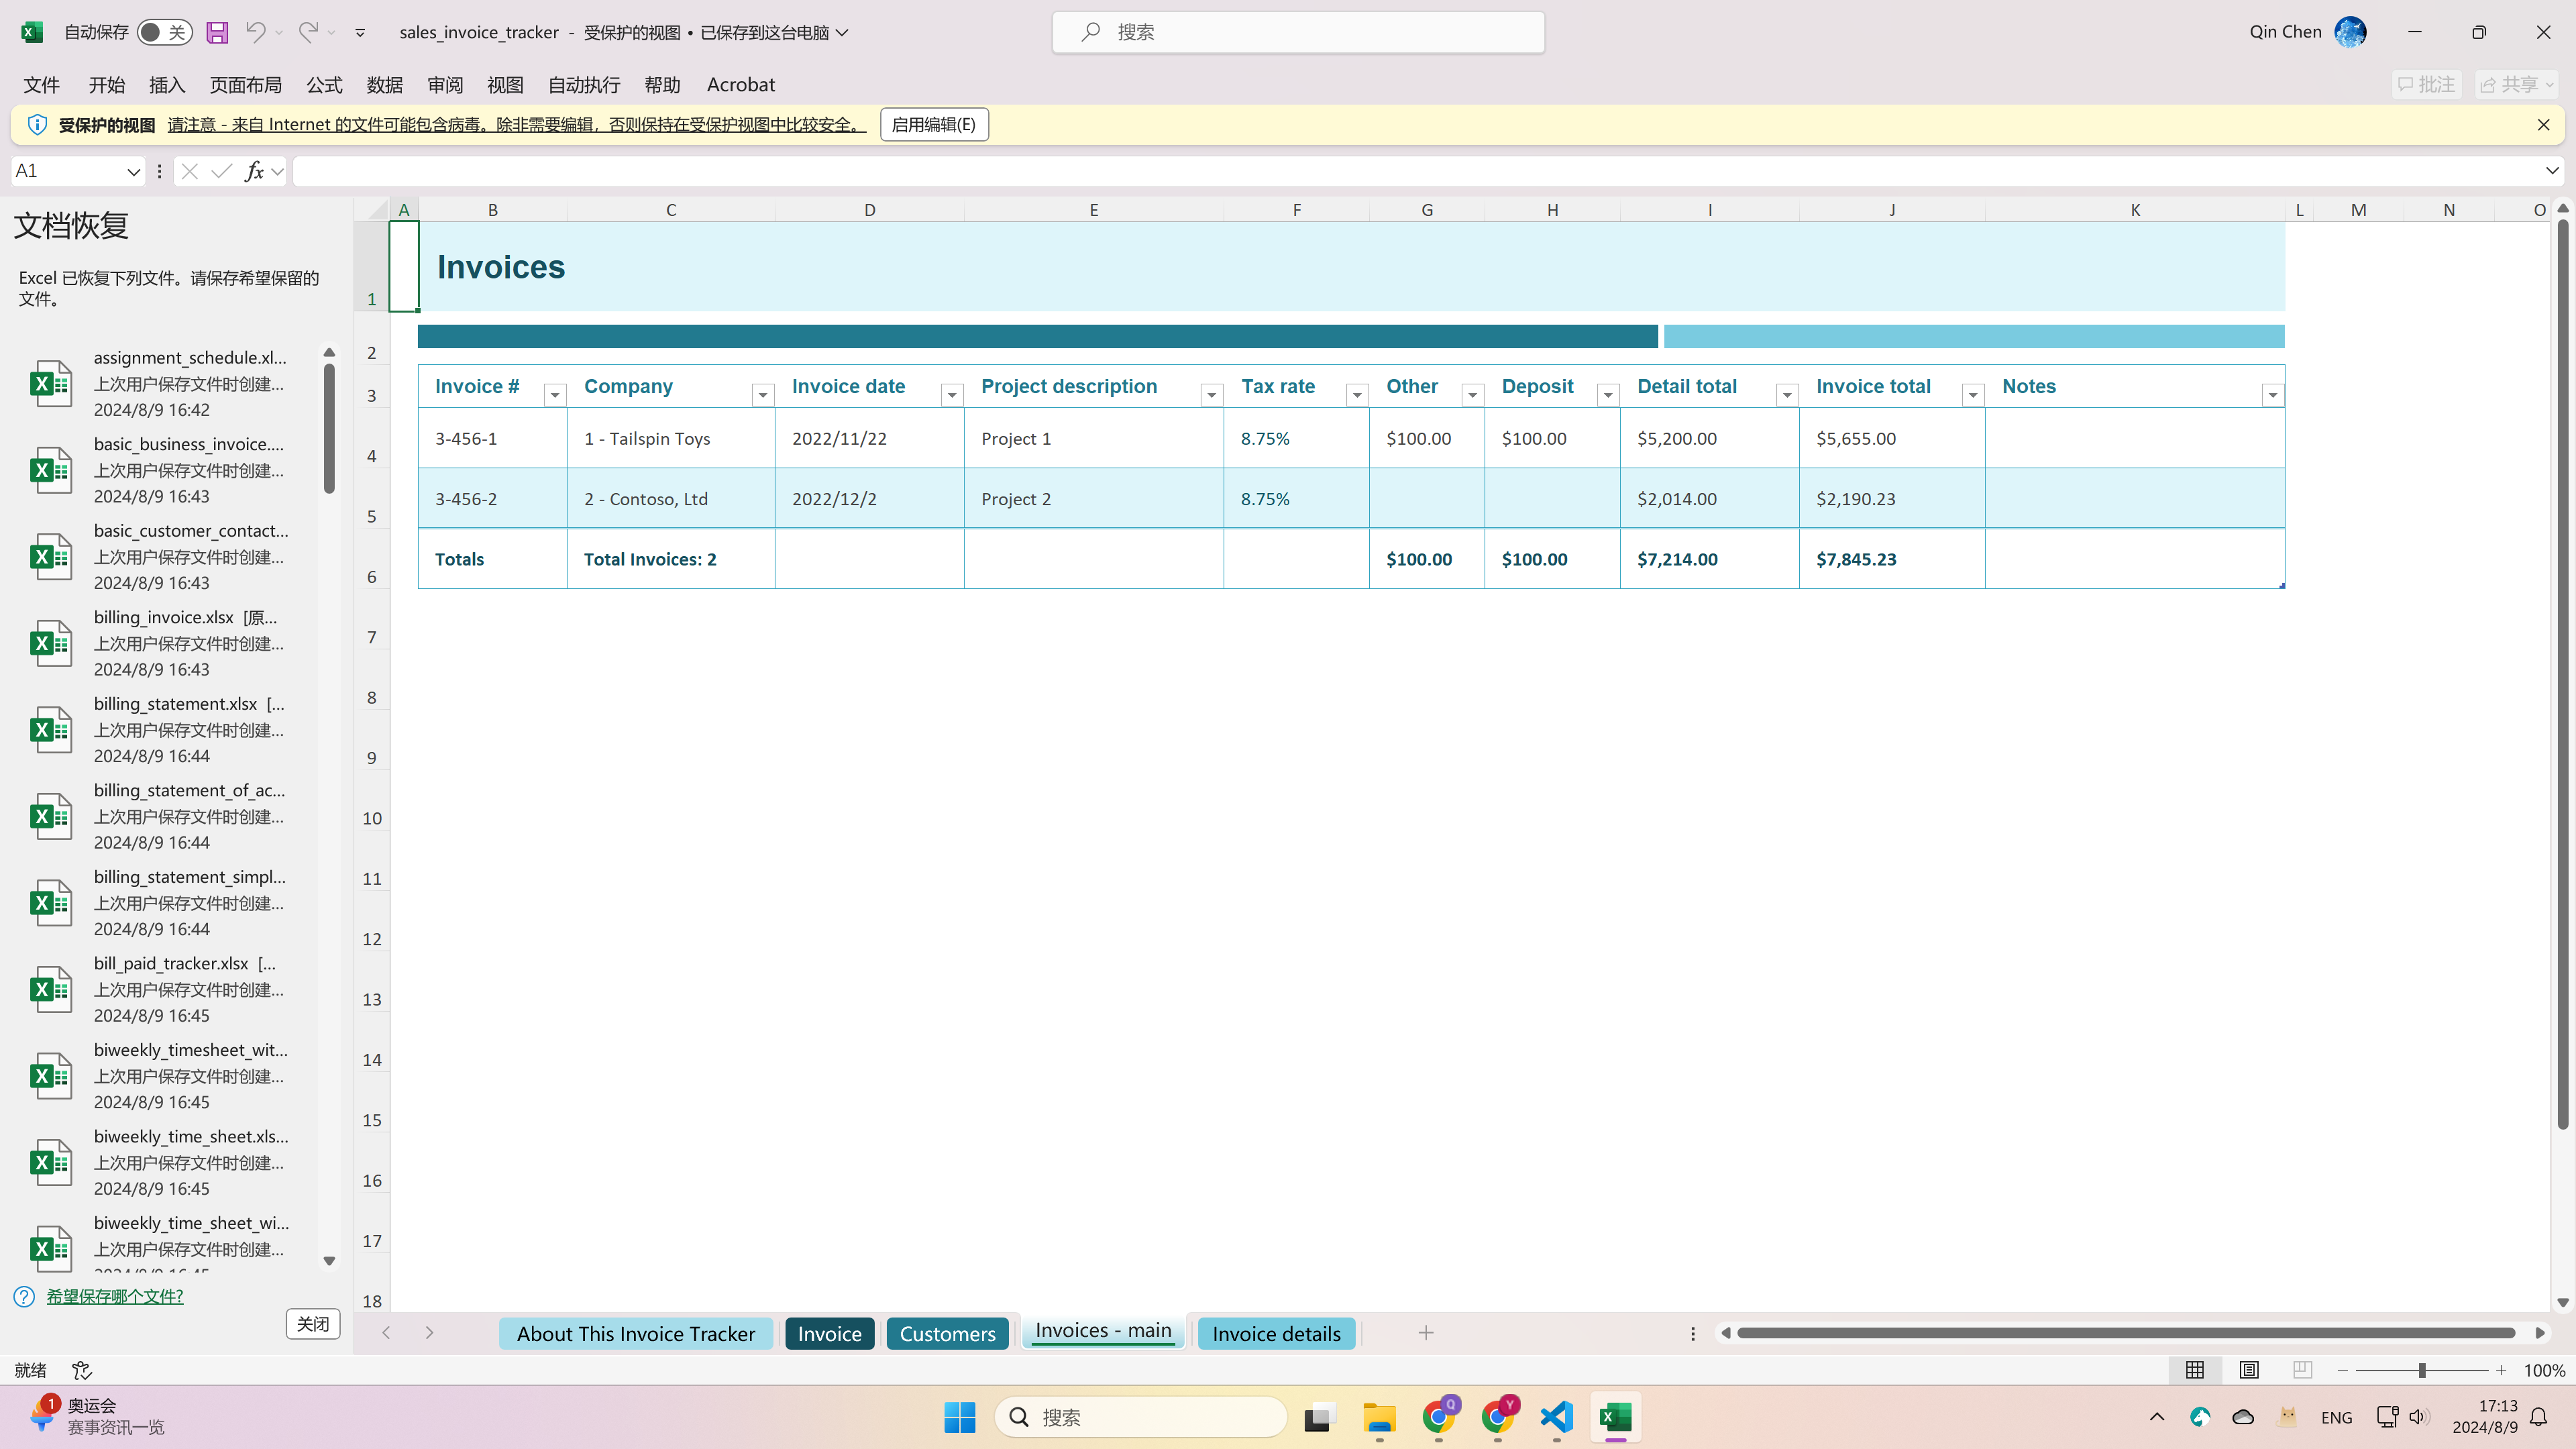 自动保存 关 sales_invoice_tracker - 受保护的视图 • 已保存到这台电脑 搜索 Qin Chen
文件 开始 插入 页面布局 公式 数据 审阅 视图 自动执行 帮助 Acrobat 批注 共享
受保护的视图 请注意 - 来自 Internet 的文件可能包含病毒。除非需要编辑，否则保持在受保护视图中比较安全。 启用编辑(E)
A1 fx
文档恢复
Excel 已恢复下列文件。请保存希望保留的
文件。
assignment_schedule.xl...
上次用户保存文件时创建...
2024/8/9 16:42
basic_business_invoice....
上次用户保存文件时创建...
2024/8/9 16:43
basic_customer_contact...
上次用户保存文件时创建...
2024/8/9 16:43
billing_invoice.xlsx [原...
上次用户保存文件时创建...
2024/8/9 16:43
billing_statement.xlsx [...
上次用户保存文件时创建...
2024/8/9 16:44
billing_statement_of_ac...
上次用户保存文件时创建...
2024/8/9 16:44
billing_statement_simpl...
上次用户保存文件时创建...
2024/8/9 16:44
bill_paid_tracker.xlsx [...
上次用户保存文件时创建...
2024/8/9 16:45
biweekly_timesheet_wit...
上次用户保存文件时创建...
2024/8/9 16:45
biweekly_time_sheet.xls...
上次用户保存文件时创建...
2024/8/9 16:45
biweekly_time_sheet_wi...
上次用户保存文件时创建...
2024/8/9 16:45
希望保存哪个文件?
关闭
A B C D E F G H I J K L M N O
1 Invoices
2
3 Invoice # Company Invoice date Project description Tax rate Other Deposit Detail total Invoice total Notes
4 3-456-1 1 - Tailspin Toys 2022/11/22 Project 1 8.75% $100.00 $100.00 $5,200.00 $5,655.00
5 3-456-2 2 - Contoso, Ltd 2022/12/2 Project 2 8.75% $2,014.00 $2,190.23
6 Totals Total Invoices: 2 $100.00 $100.00 $7,214.00 $7,845.23
7
8
9
10
11
12
13
14
15
16
17
18
About This Invoice Tracker Invoice Customers Invoices - main Invoice details
就绪 100%
1 奥运会
赛事资讯一览
搜索 Q Y ENG 17:13
2024/8/9